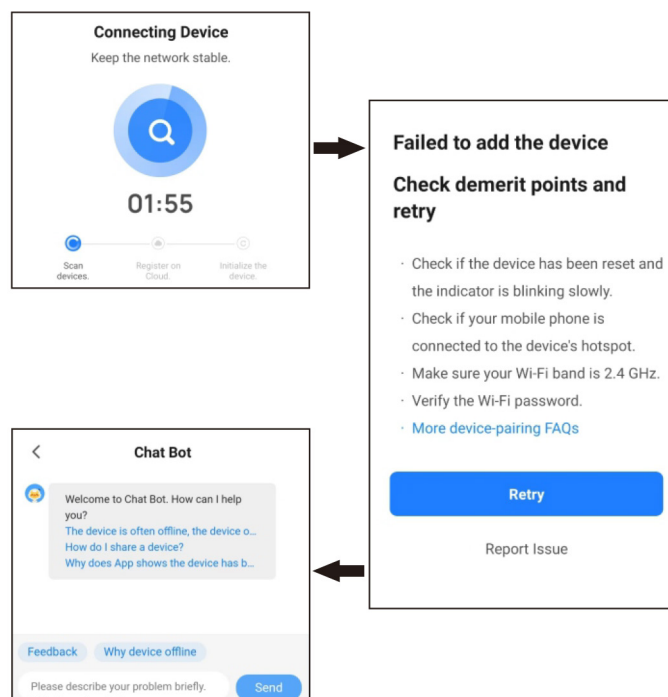 Connecting Device
Keep the network stable.
01:55
Scan
devices.
Register on
Cloud.
Initialize the
device.
Failed to add the device
Check demerit points and
retry
· Check if the device has been reset and
the indicator is blinking slowly.
· Check if your mobile phone is
connected to the device's hotspot.
· Make sure your Wi-Fi band is 2.4 GHz.
· Verify the Wi-Fi password.
· More device-pairing FAQs
Retry
Report Issue
Chat Bot
Welcome to Chat Bot. How can I help
you?
The device is often offline, the device o...
How do I share a device?
Why does App shows the device has b...
Feedback
Why device offline
Please describe your problem briefly.
Send